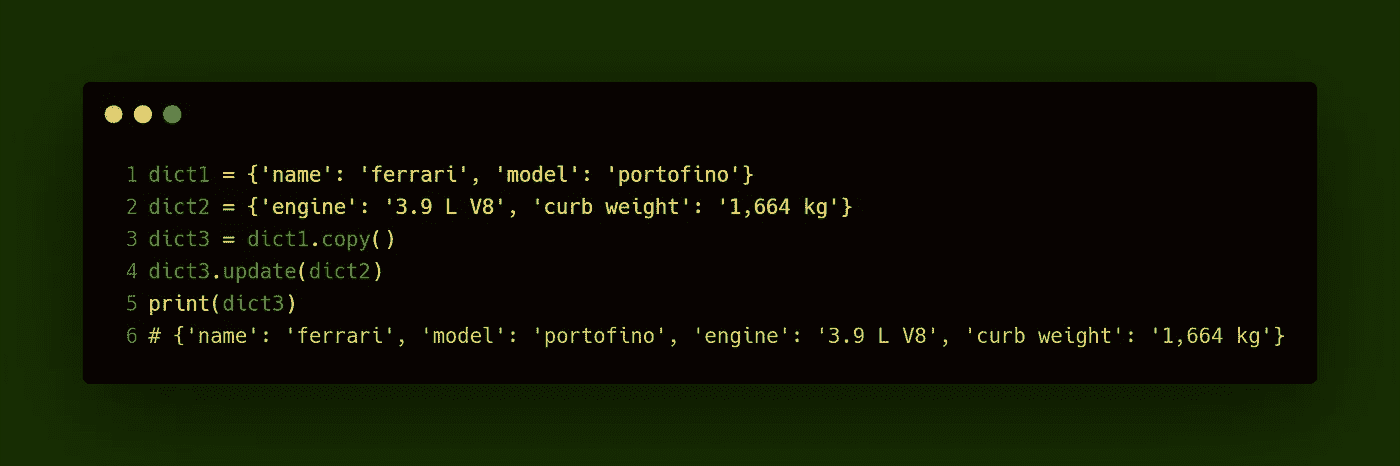 1 dict1 = {'name': 'ferrari', 'model': 'portofino'}
2 dict2 = {'engine': '3.9 L V8', 'curb weight': '1,664 kg'}
3 dict3 = dict1.copy()
4 dict3.update(dict2)
5 print(dict3)
6 # {'name': 'ferrari', 'model': 'portofino', 'engine': '3.9 L V8', 'curb weight': '1,664 kg'}